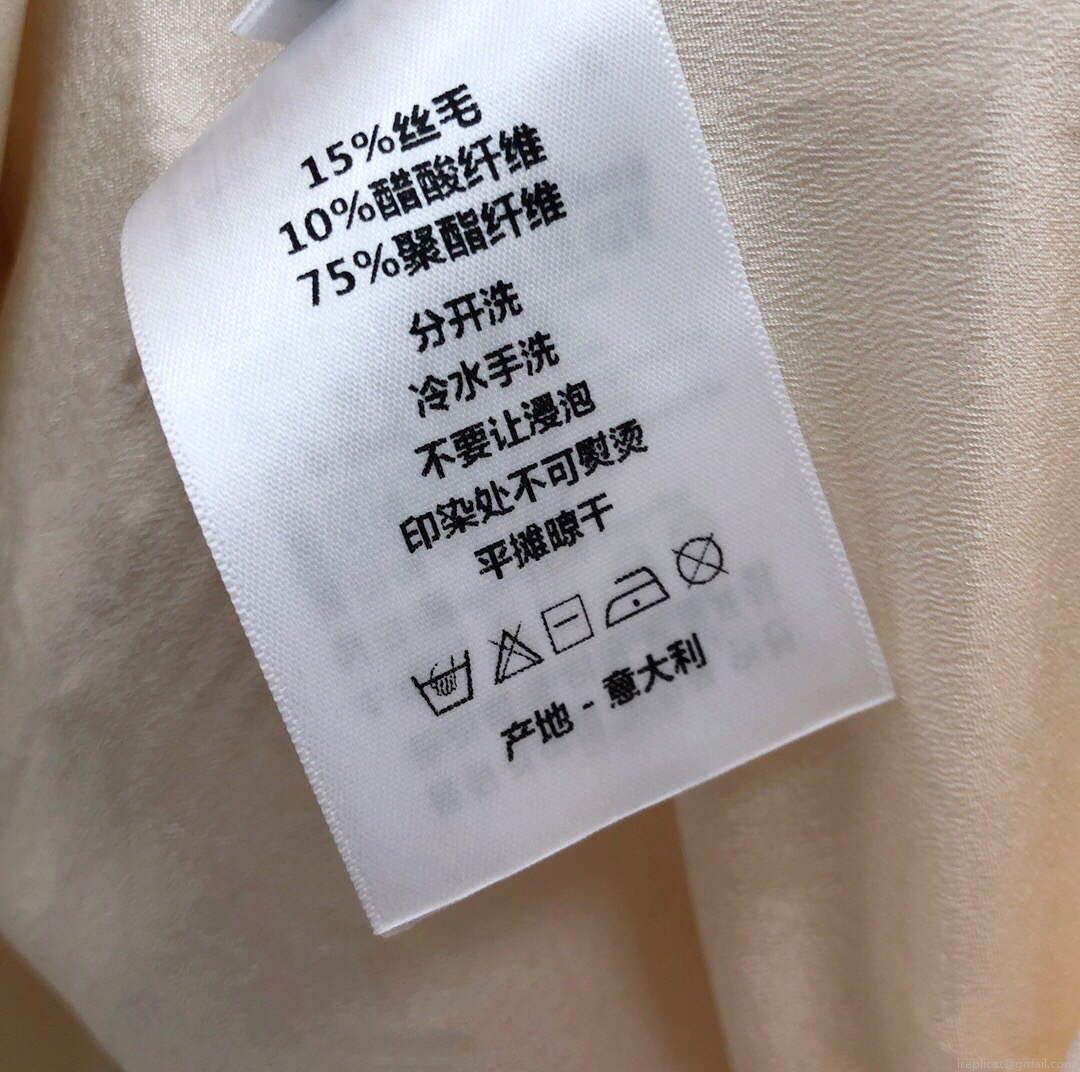 15%丝毛
10%醋酸纤维
75%聚酯纤维
分开洗
冷水手洗
不要让漫泡
印染处不可熨烫
平摊晾干
产地 - 意大利